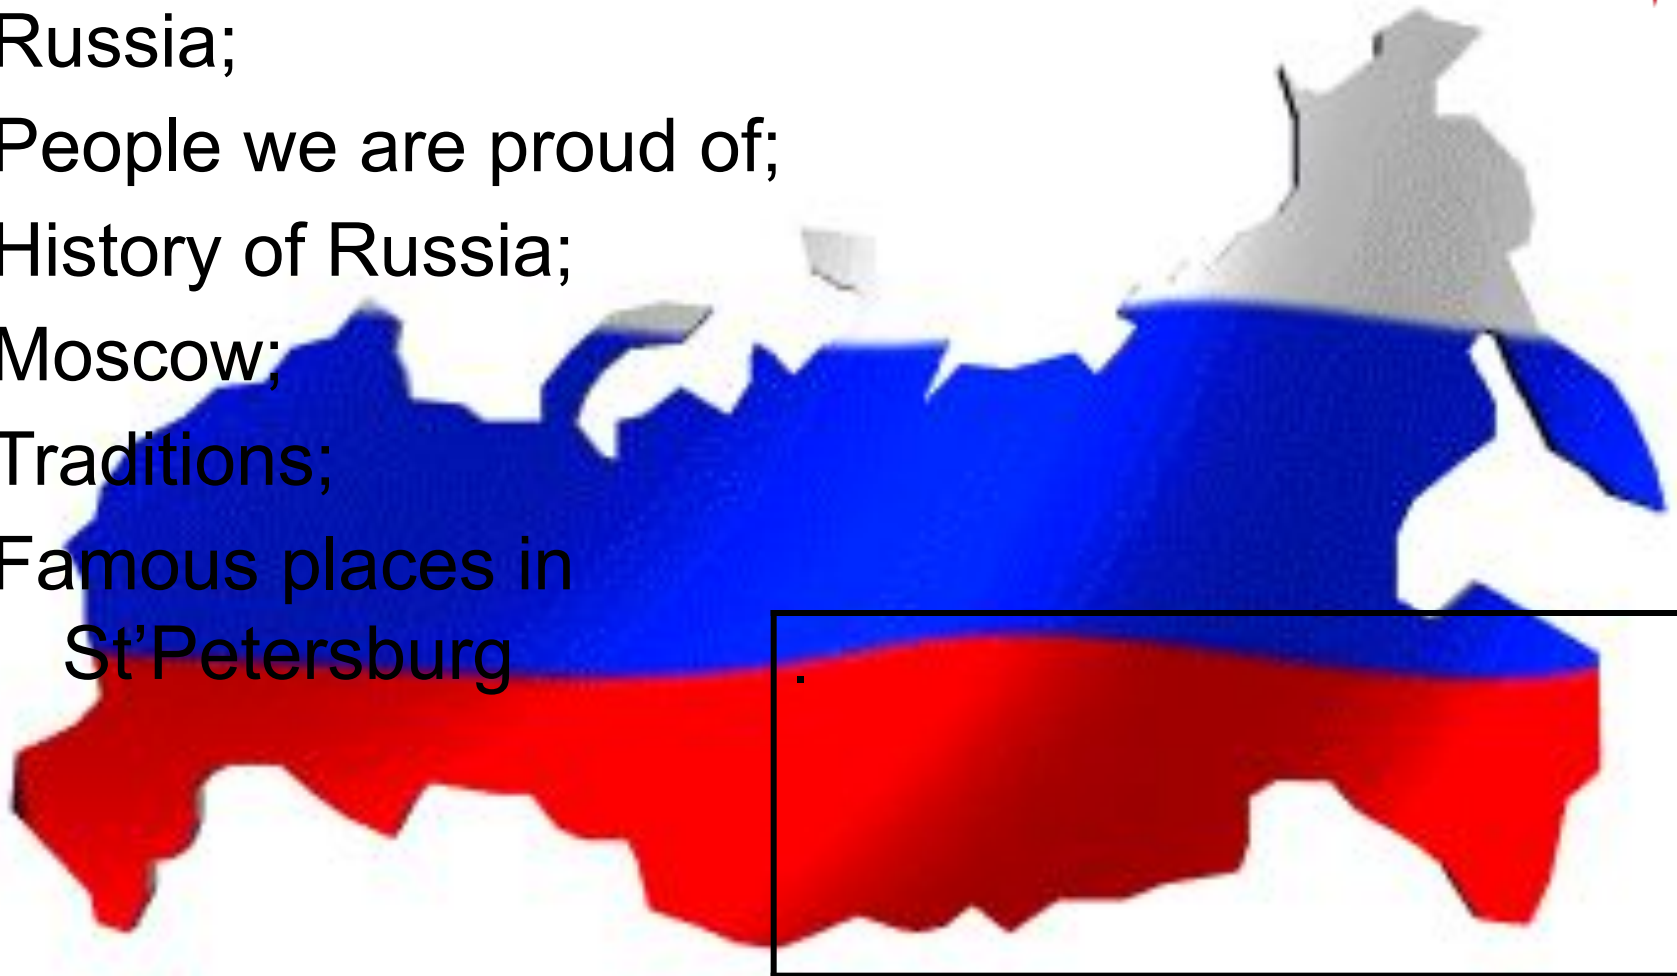 Russia;
People we are proud of;
History of Russia;
Moscow;
Traditions;
Famous places in
St’Petersburg
.